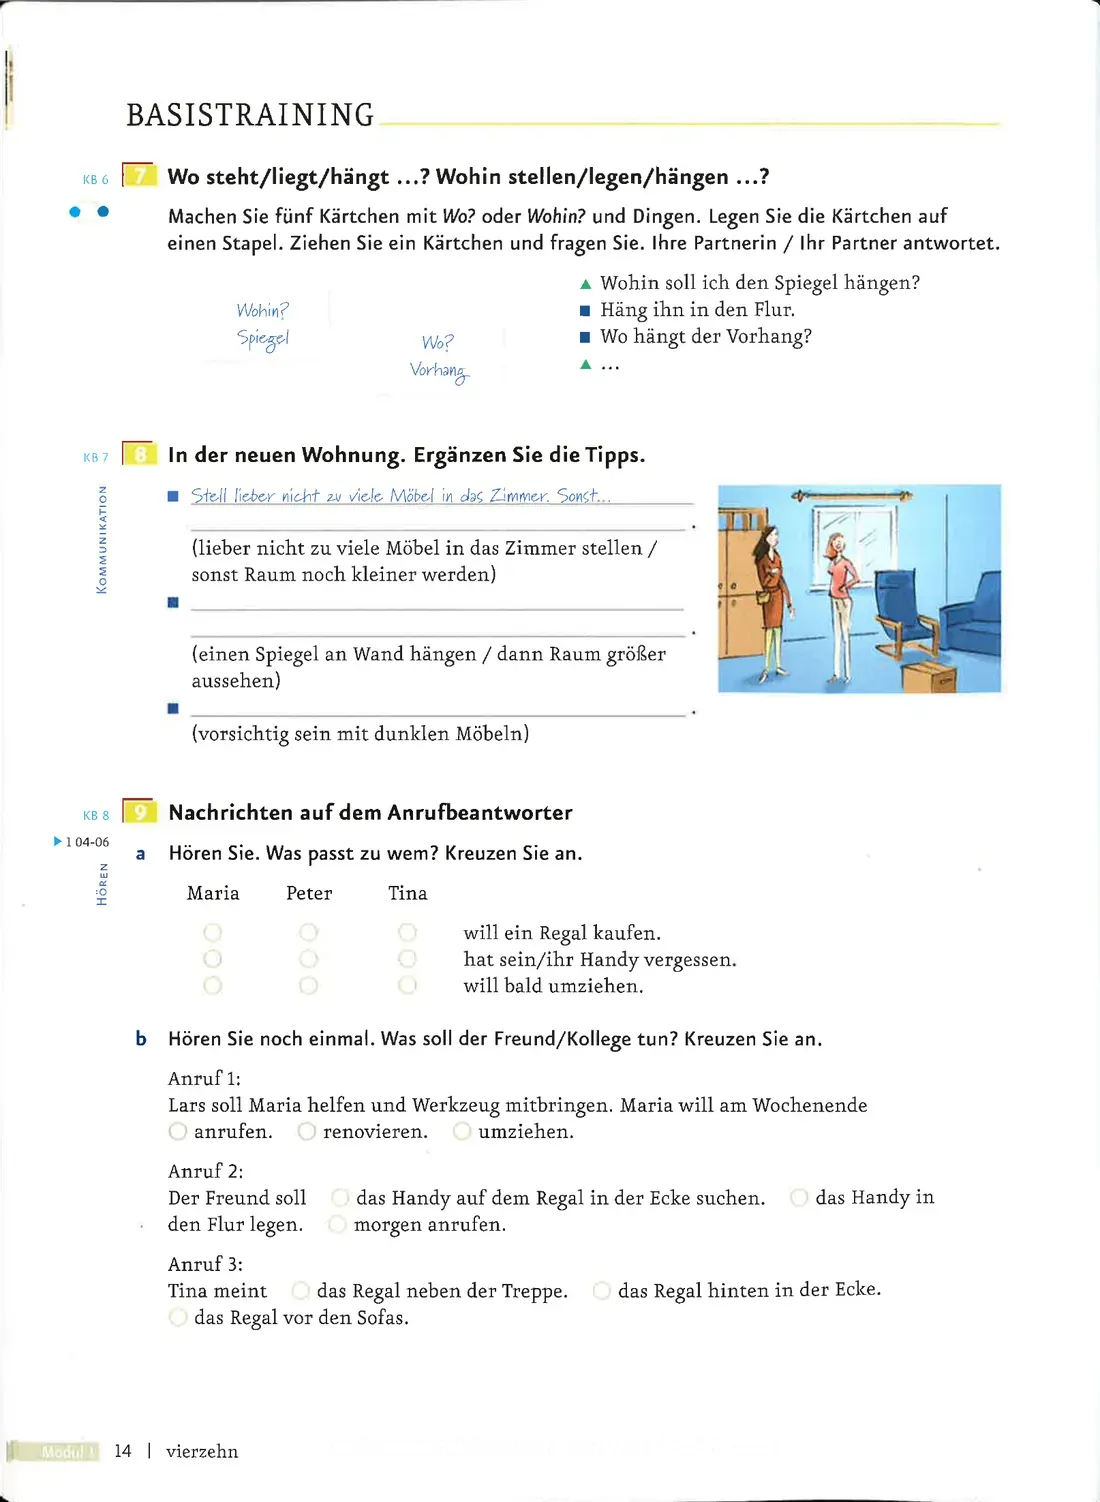 BASISTRAINING
KB 6
7
Wo steht/liegt/hängt ...? Wohin stellen/legen/hängen ...?
Machen Sie fünf Kärtchen mit Wo? oder Wohin? und Dingen. Legen Sie die Kärtchen auf
einen Stapel. Ziehen Sie ein Kärtchen und fragen Sie. Ihre Partnerin / Ihr Partner antwortet.
Wohin?
Spiegel
Wo?
Vorhang
▲ Wohin soll ich den Spiegel hängen?
■ Häng ihn in den Flur.
■ Wo hängt der Vorhang?
▲ ...
KB 7
8
In der neuen Wohnung. Ergänzen Sie die Tipps.
KOMMUNIKATION
■ Stell lieber nicht zu viele Möbel in das Zimmer. Sonst...
.
(lieber nicht zu viele Möbel in das Zimmer stellen /
sonst Raum noch kleiner werden)
■
.
(einen Spiegel an Wand hängen / dann Raum größer
aussehen)
■ .
(vorsichtig sein mit dunklen Möbeln)
KB 8
9
Nachrichten auf dem Anrufbeantworter
▶ 1 04-06
HÖREN
a Hören Sie. Was passt zu wem? Kreuzen Sie an.
Maria Peter Tina
○ ○ ○ will ein Regal kaufen.
○ ○ ○ hat sein/ihr Handy vergessen.
○ ○ ○ will bald umziehen.
b Hören Sie noch einmal. Was soll der Freund/Kollege tun? Kreuzen Sie an.
Anruf 1:
Lars soll Maria helfen und Werkzeug mitbringen. Maria will am Wochenende
○ anrufen. ○ renovieren. ○ umziehen.
Anruf 2:
Der Freund soll ○ das Handy auf dem Regal in der Ecke suchen. ○ das Handy in
den Flur legen. ○ morgen anrufen.
Anruf 3:
Tina meint ○ das Regal neben der Treppe. ○ das Regal hinten in der Ecke.
○ das Regal vor den Sofas.
Modul 1 14 | vierzehn